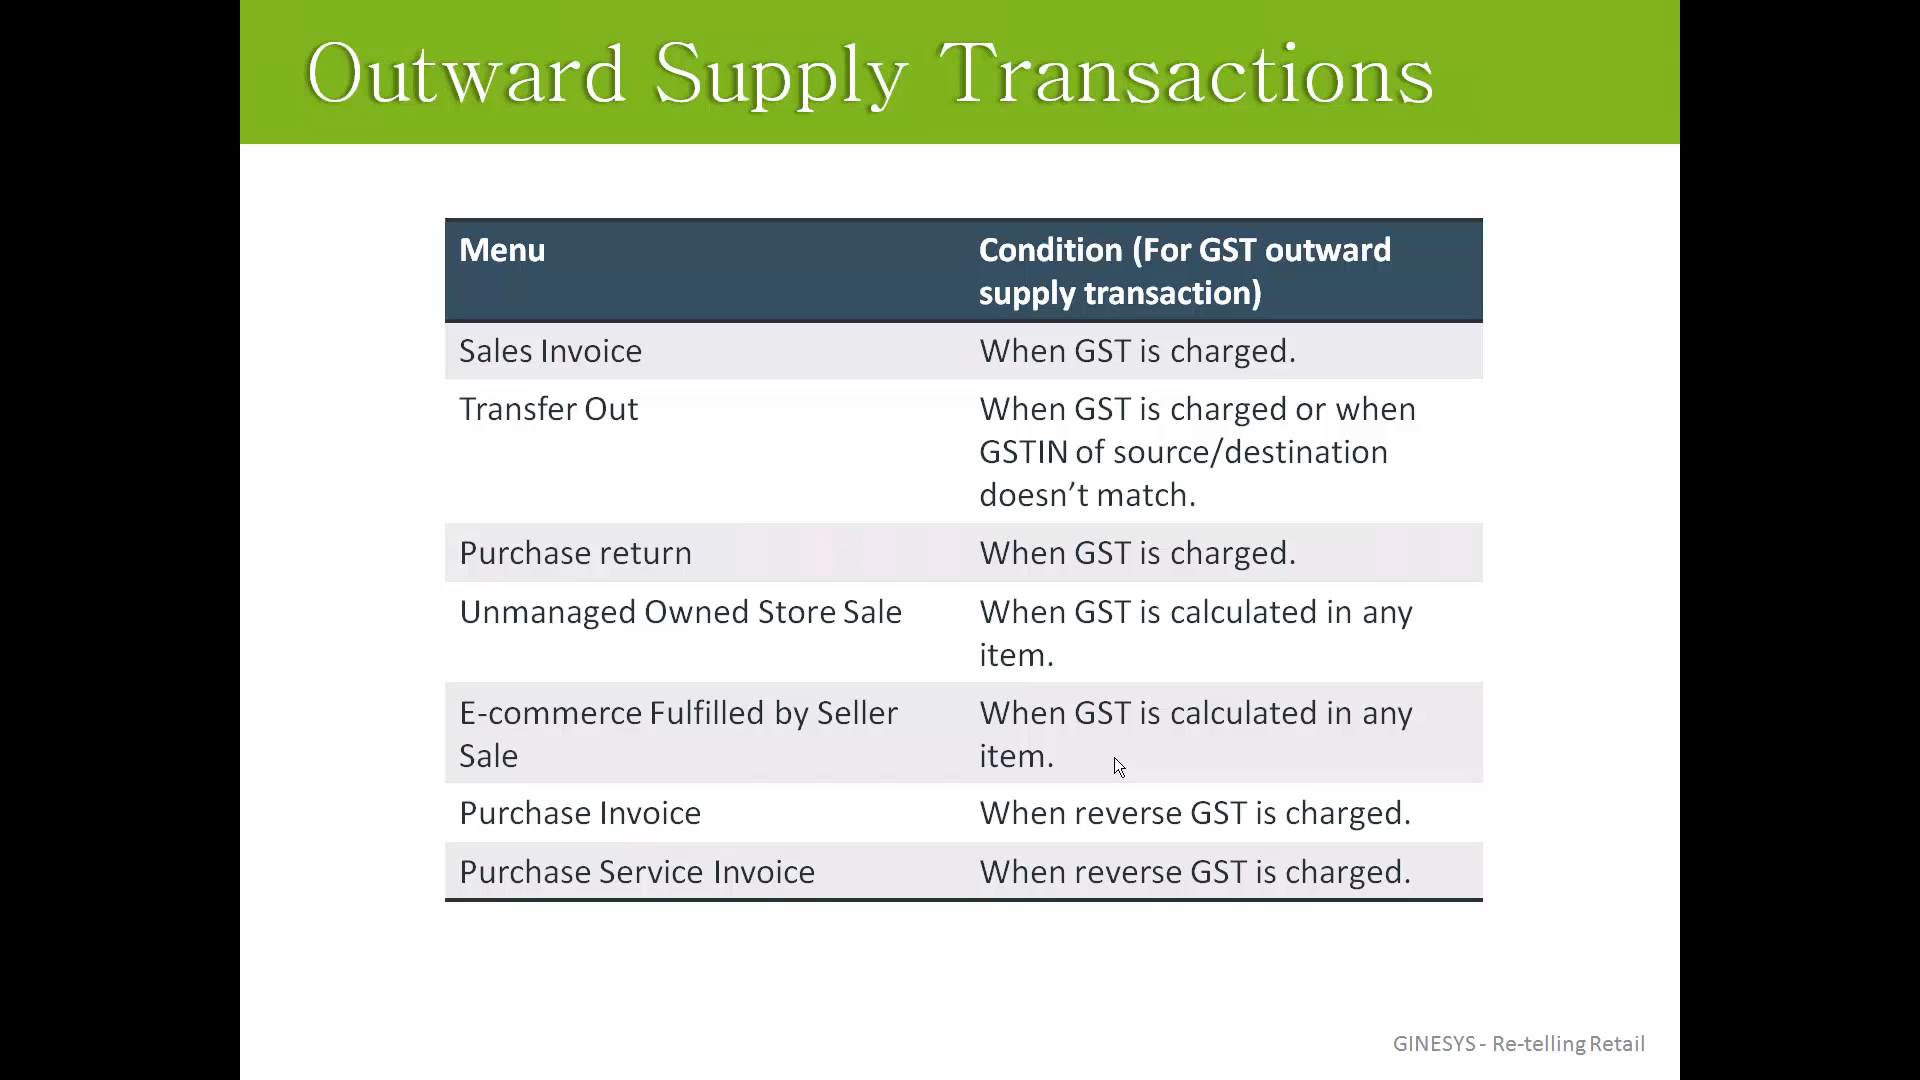 Outward Supply Transactions
Menu
Condition (For GST outward
supply transaction)
Sales Invoice
When GST is charged.
Transfer Out
When GST is charged or when
GSTIN of source/destination
doesn’t match.
Purchase return
When GST is charged.
Unmanaged Owned Store Sale
When GST is calculated in any
item.
E-commerce Fulfilled by Seller
Sale
When GST is calculated in any
item.
Purchase Invoice
When reverse GST is charged.
Purchase Service Invoice
When reverse GST is charged.
GINESYS - Re-telling Retail